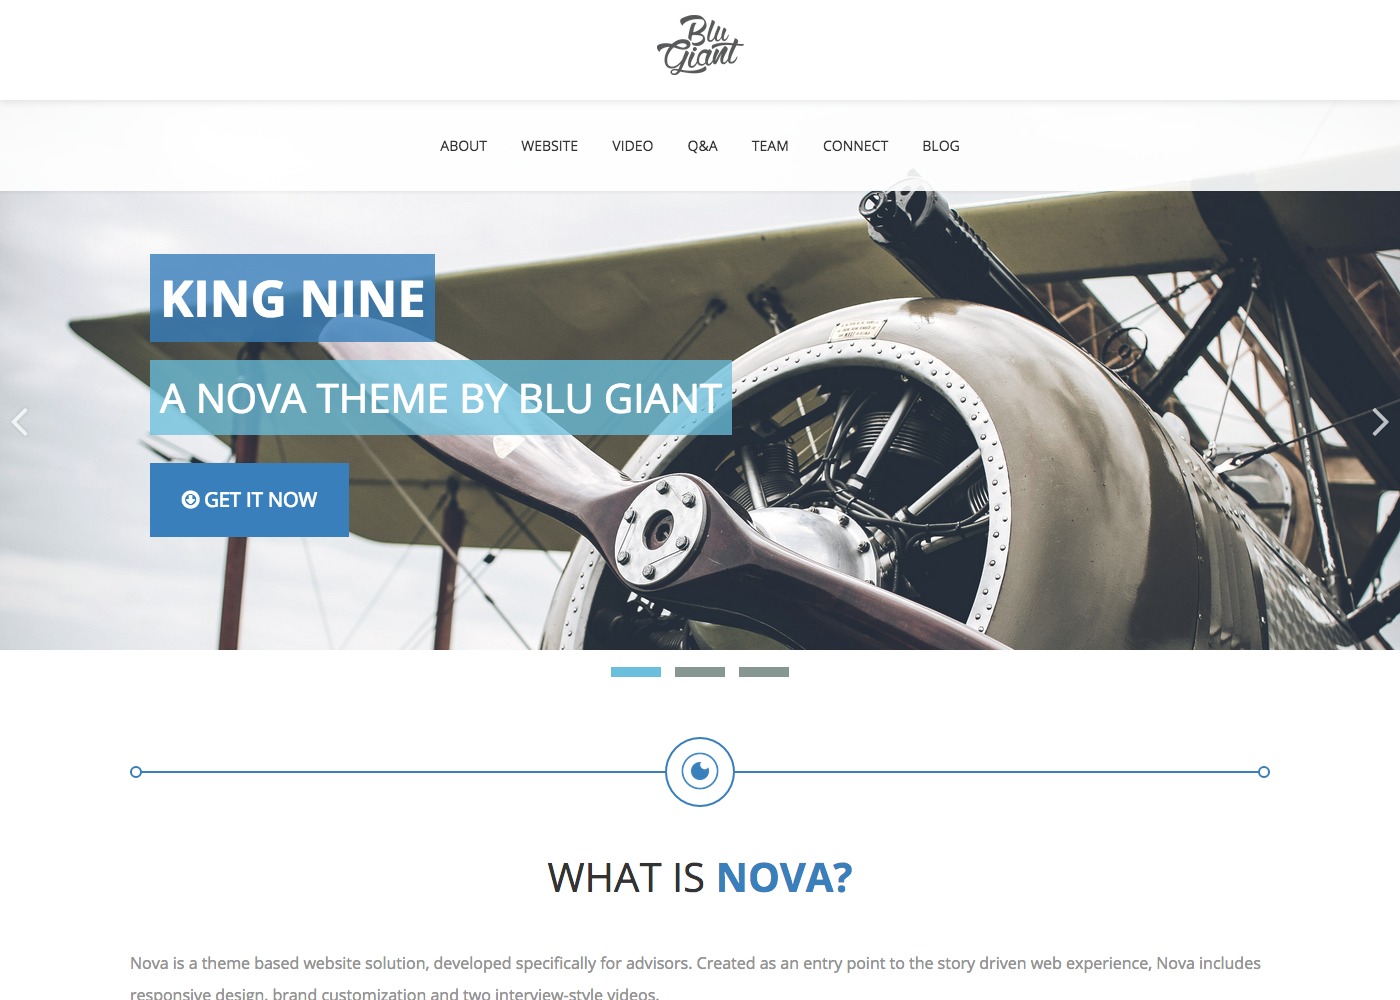 Blu
Giant
ABOUT WEBSITE VIDEO Q&A TEAM CONNECT BLOG
KING NINE
A NOVA THEME BY BLU GIANT
GET IT NOW
WHAT IS NOVA?
Nova is a theme based website solution, developed specifically for advisors. Created as an entry point to the story driven web experience, Nova includes
responsive design, brand customization and two interview-style videos.